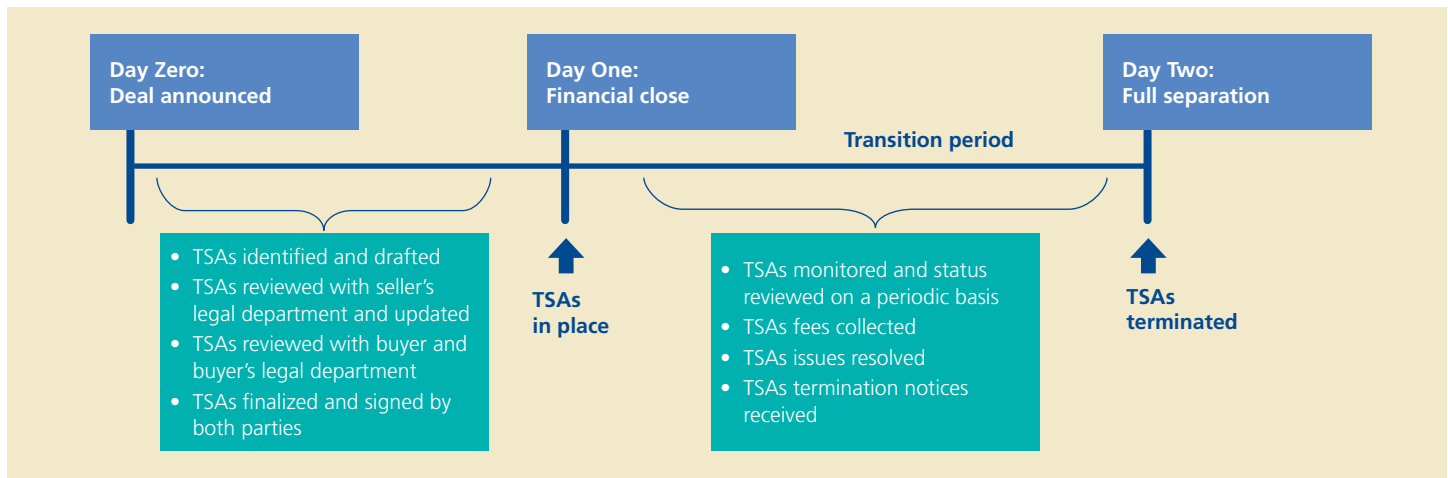 Day Zero:
Deal announced
Day One:
Financial close
Day Two:
Full separation
Transition period
• TSAs identified and drafted
• TSAs reviewed with seller’s
legal department and updated
• TSAs reviewed with buyer and
buyer’s legal department
• TSAs finalized and signed by
both parties
TSAs
in place
• TSAs monitored and status
reviewed on a periodic basis
• TSAs fees collected
• TSAs issues resolved
• TSAs termination notices
received
TSAs
terminated